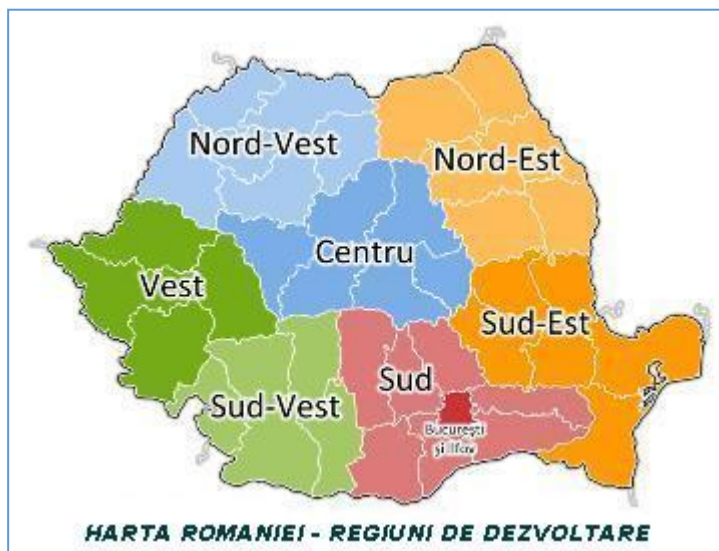 Nord-Vest
Nord-Est
Centru
Vest
Sud-Est
Sud
Sud-Vest
București
și Ilfov
HARTA ROMANIEI - REGIUNI DE DEZVOLTARE